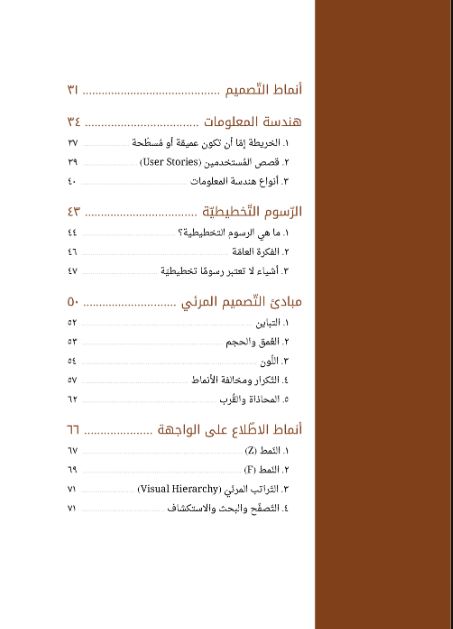 أنماط التّصميم ........ ٣١
هندسة المعلومات ........ ٣٤
١. الخريطة إمّا أن تكون عميقة أو مُسطّحة ........ ٣٧
٢. قصص المُستخدمين (User Stories) ........ ٣٩
٣. أنواع هندسة المعلومات ........ ٤٠
الرّسوم التّخطيطيّة ........ ٤٣
١. ما هي الرسوم التخطيطية؟ ........ ٤٤
٢. الفكرة العامّة ........ ٤٦
٣. أشياء لا تعتبر رسومًا تخطيطيّة ........ ٤٧
مبادئ التّصميم المرئي ........ ٥٠
١. التباين ........ ٥٢
٢. العُمق والحجم ........ ٥٣
٣. اللّون ........ ٥٤
٤. التّكرار ومخالفة الأنماط ........ ٥٧
٥. المحاذاة والقُرب ........ ٦٢
أنماط الاطّلاع على الواجهة ........ ٦٦
١. النّمط (Z) ........ ٦٧
٢. النّمط (F) ........ ٦٩
٣. التّراتب المرئي (Visual Hierarchy) ........ ٧١
٤. التّصفّح والبحث والاستكشاف ........ ٧١